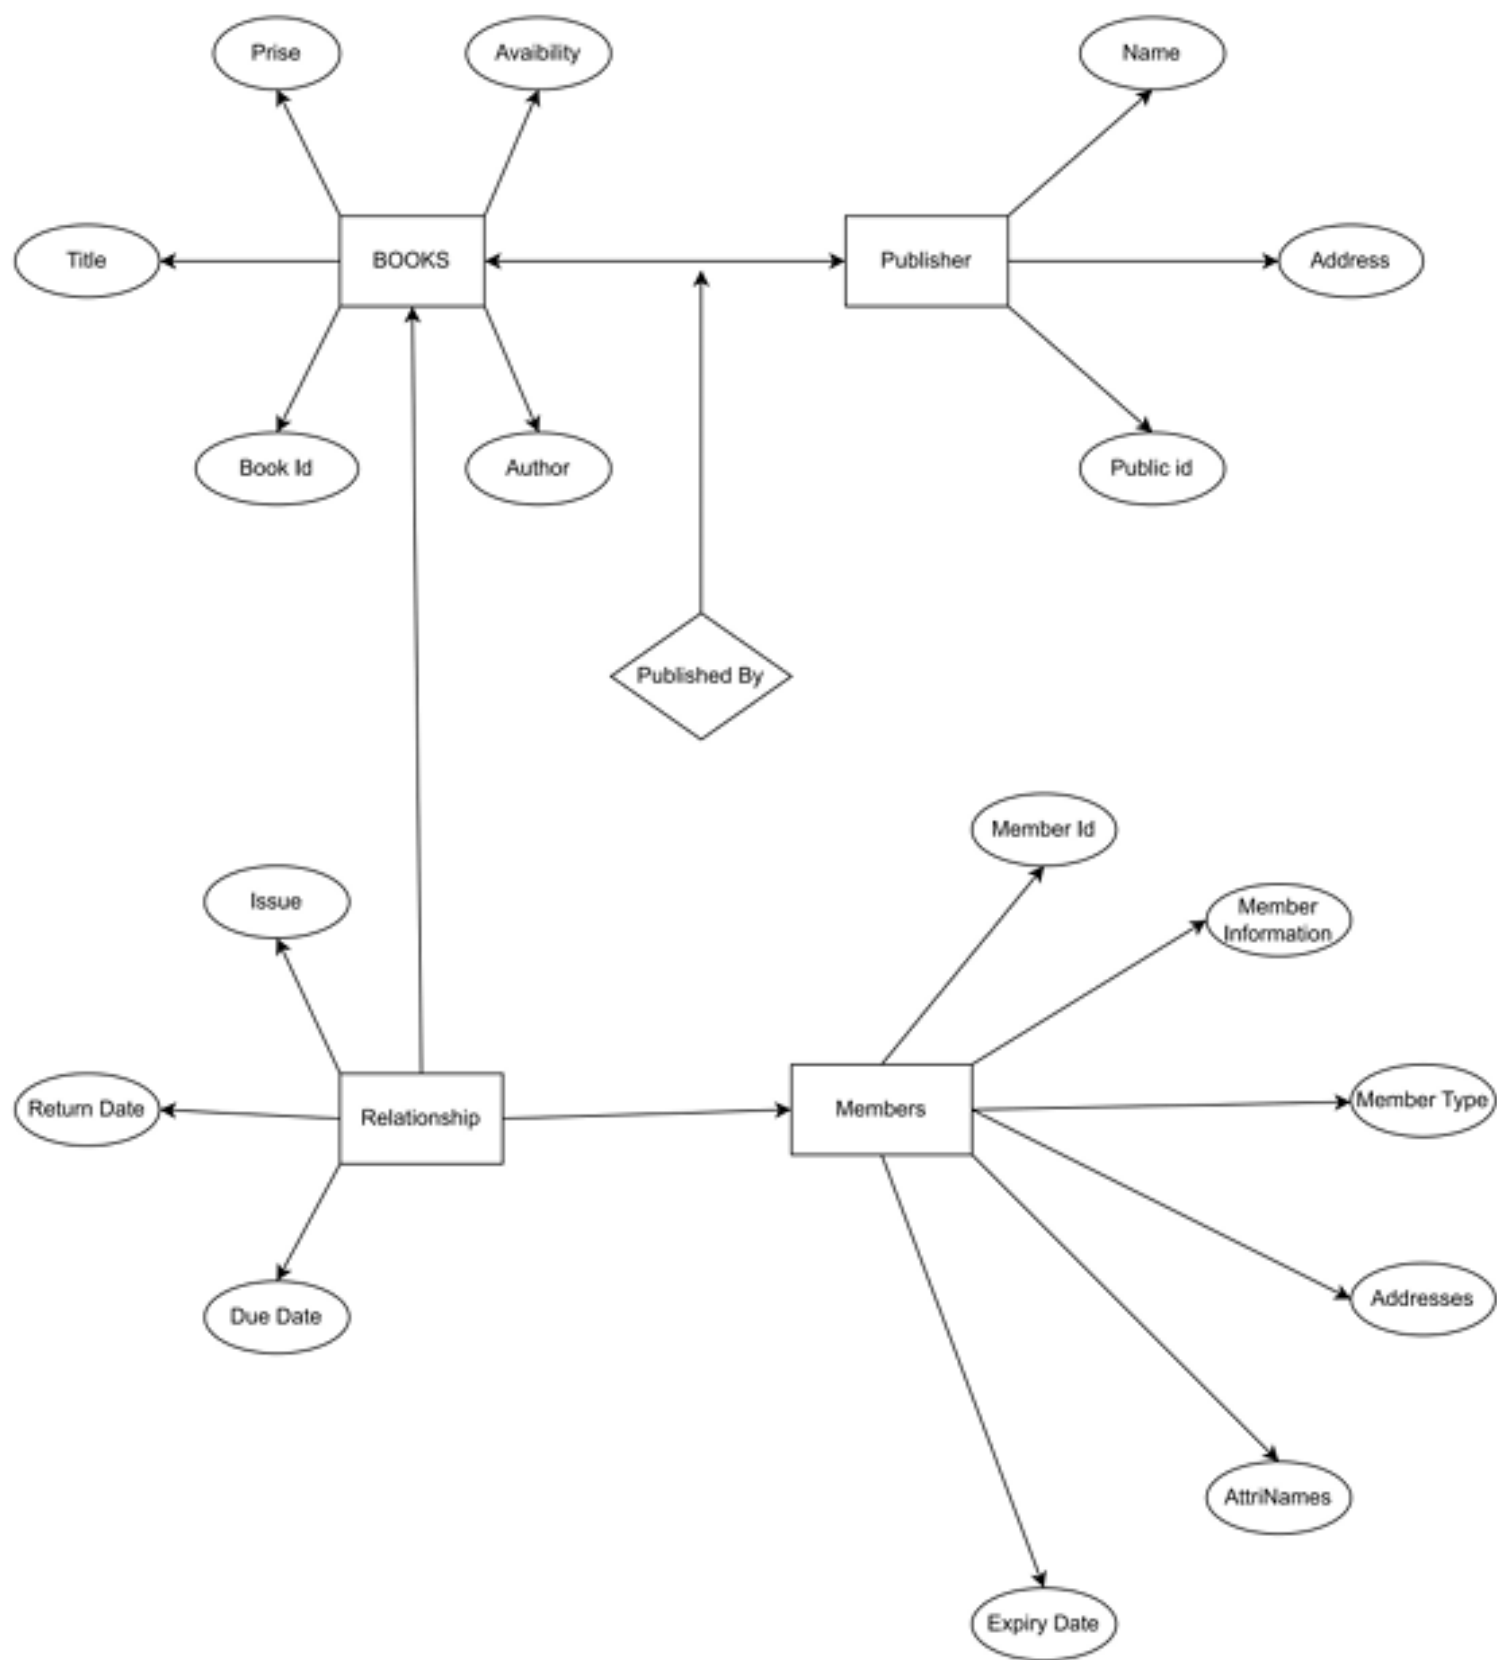 Prise
Avaibility
Name
Title
BOOKS
Publisher
Address
Book Id
Author
Public id
Published By
Member Id
Issue
Member
Information
Return Date
Relationship
Members
Member Type
Due Date
Addresses
AttriNames
Expiry Date